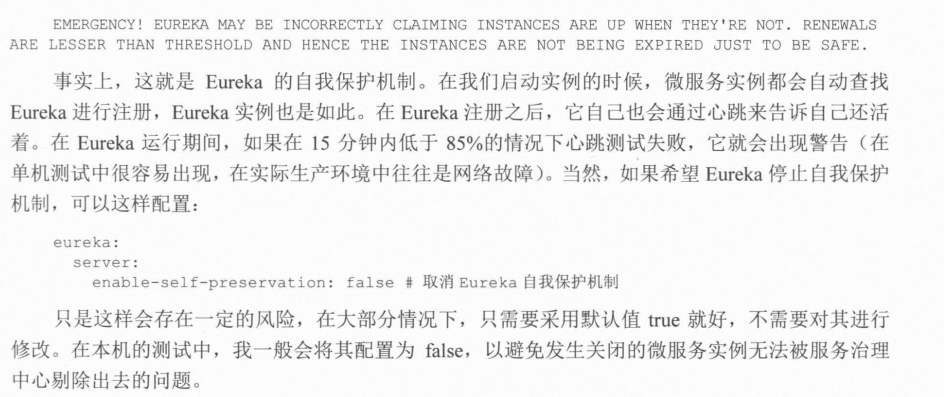 EMERGENCY! EUREKA MAY BE INCORRECTLY CLAIMING INSTANCES ARE UP WHEN THEY'RE NOT. RENEWALS
ARE LESSER THAN THRESHOLD AND HENCE THE INSTANCES ARE NOT BEING EXPIRED JUST TO BE SAFE.
事实上，这就是 Eureka 的自我保护机制。在我们启动实例的时候，微服务实例都会自动查找
Eureka 进行注册，Eureka 实例也是如此。在 Eureka 注册之后，它自己也会通过心跳来告诉自己还活
着。在 Eureka 运行期间，如果在 15 分钟内低于 85%的情况下心跳测试失败，它就会出现警告（在
单机测试中很容易出现，在实际生产环境中往往是网络故障）。当然，如果希望 Eureka 停止自我保护
机制，可以这样配置：
eureka:
server:
enable-self-preservation: false # 取消 Eureka 自我保护机制
只是这样会存在一定的风险，在大部分情况下，只需要采用默认值 true 就好，不需要对其进行
修改。在本机的测试中，我一般会将其配置为 false，以避免发生关闭的微服务实例无法被服务治理
中心剔除出去的问题。